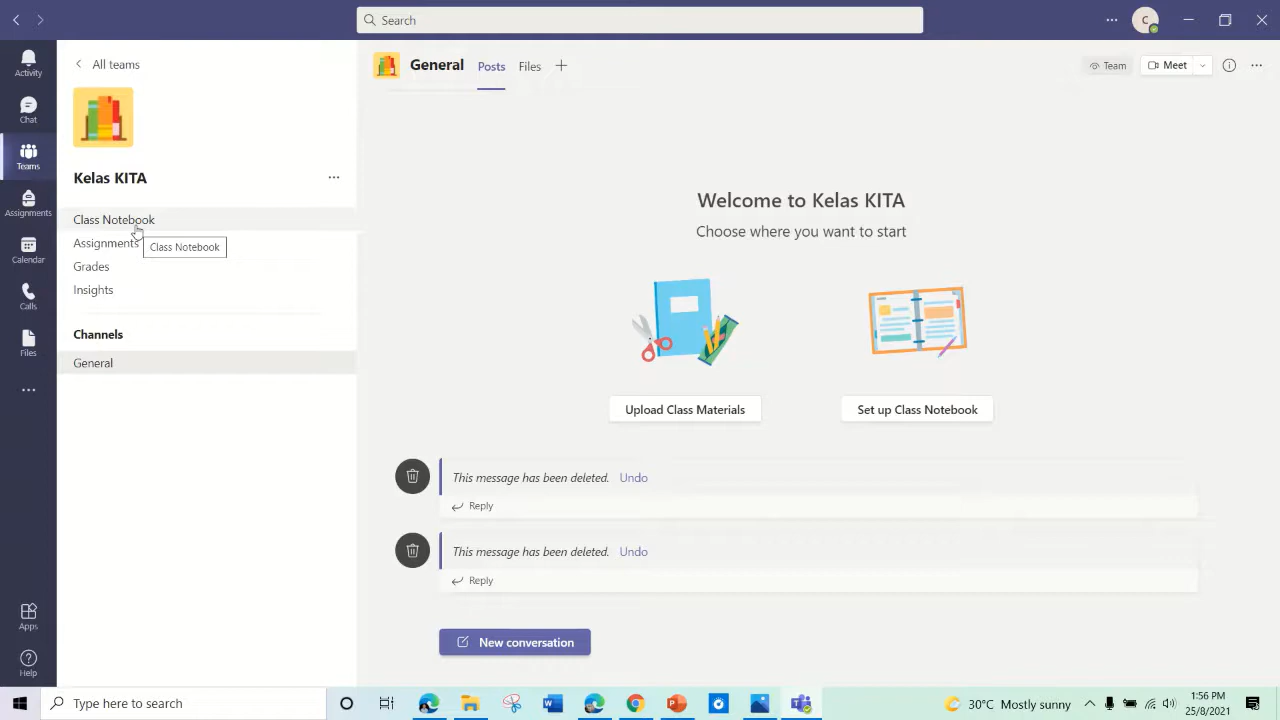 Search
C
Activity
Chat
Teams
Assignments
Calendar
Calls
Files
Apps
Help
All teams
Kelas KITA
Class Notebook
Assignments
Class Notebook
Grades
Insights
Channels
General
General Posts Files
Team
Meet
Welcome to Kelas KITA
Choose where you want to start
Upload Class Materials
Set up Class Notebook
This message has been deleted. Undo
Reply
This message has been deleted. Undo
Reply
New conversation
Type here to search
30°C Mostly sunny
1:56 PM
25/8/2021